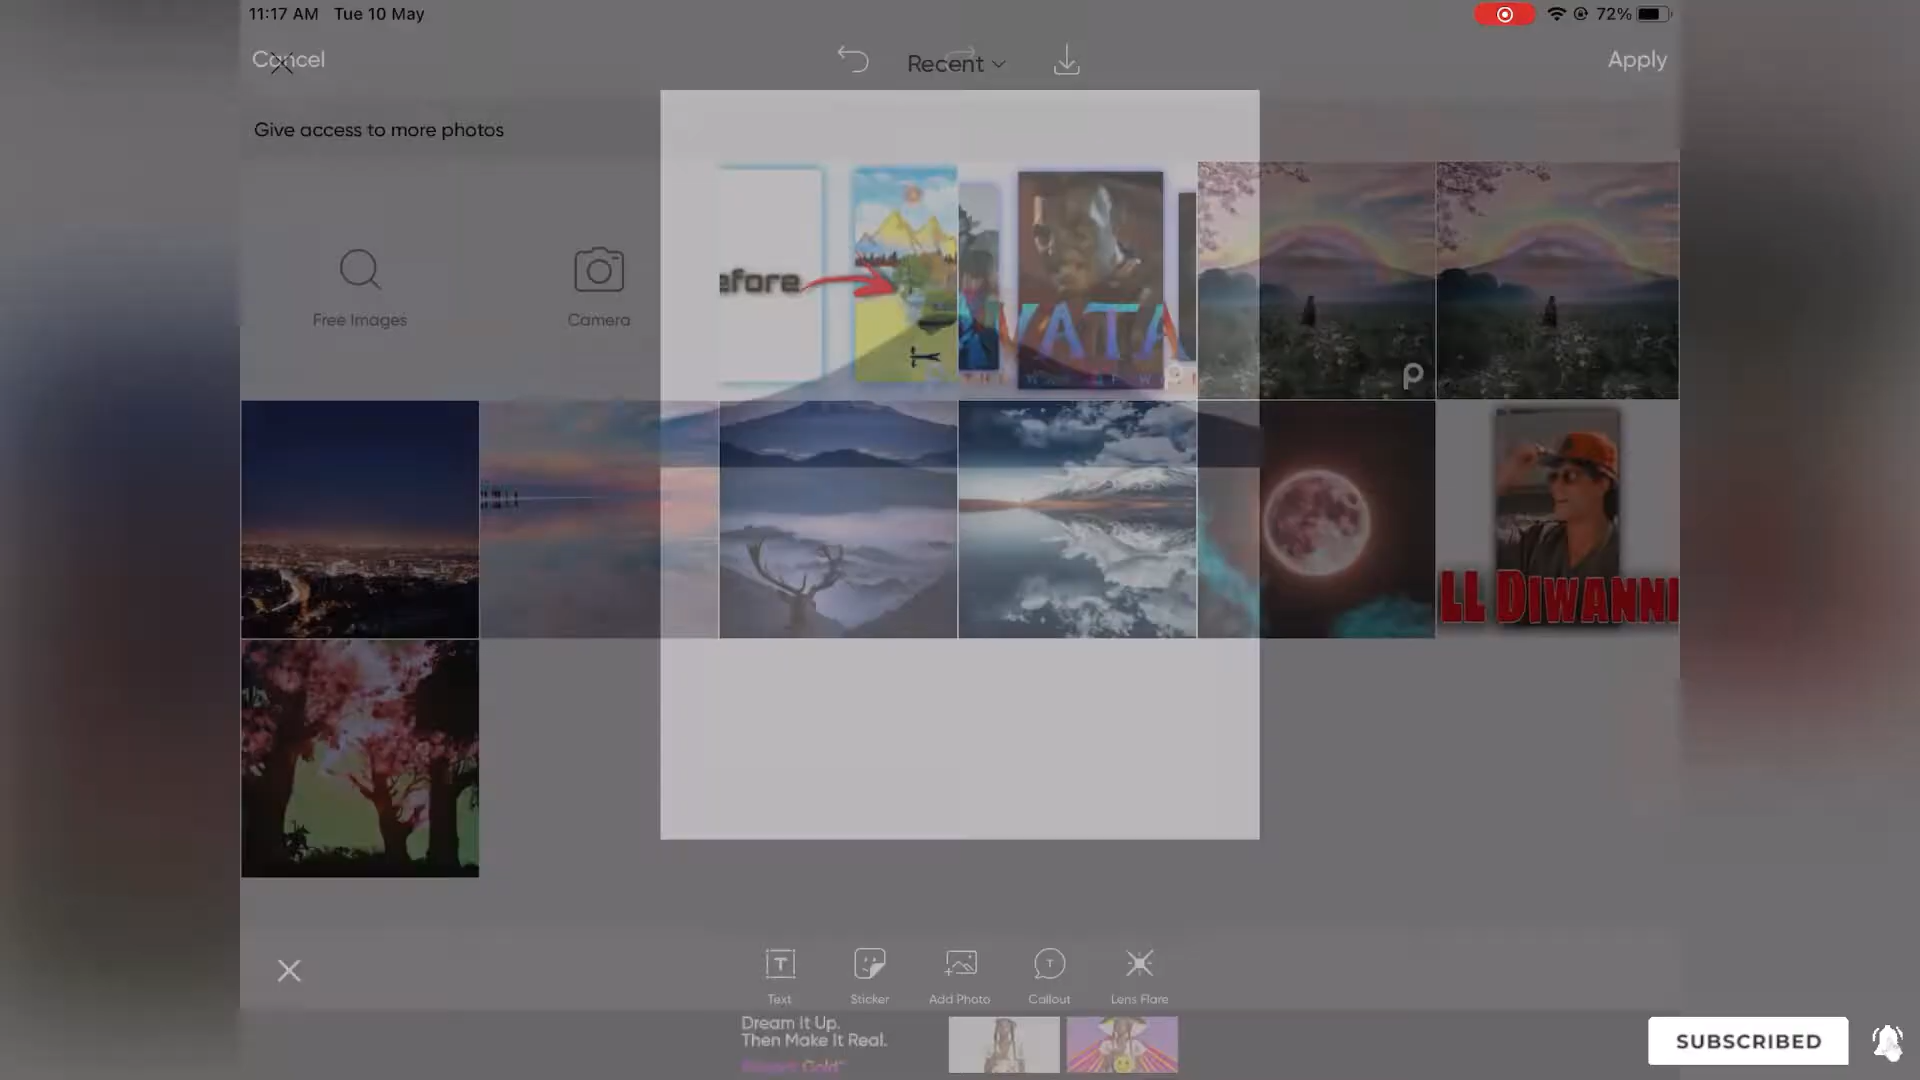 11:17 AM Tue 10 May
72%
Cancel
Recent
Apply
Give access to more photos
Free Images
Camera
efore
VATA
LL DIWANNI
Text
Sticker
Add Photo
Callout
Lens Flare
Dream It Up.
Then Make It Real.
Gold
SUBSCRIBED